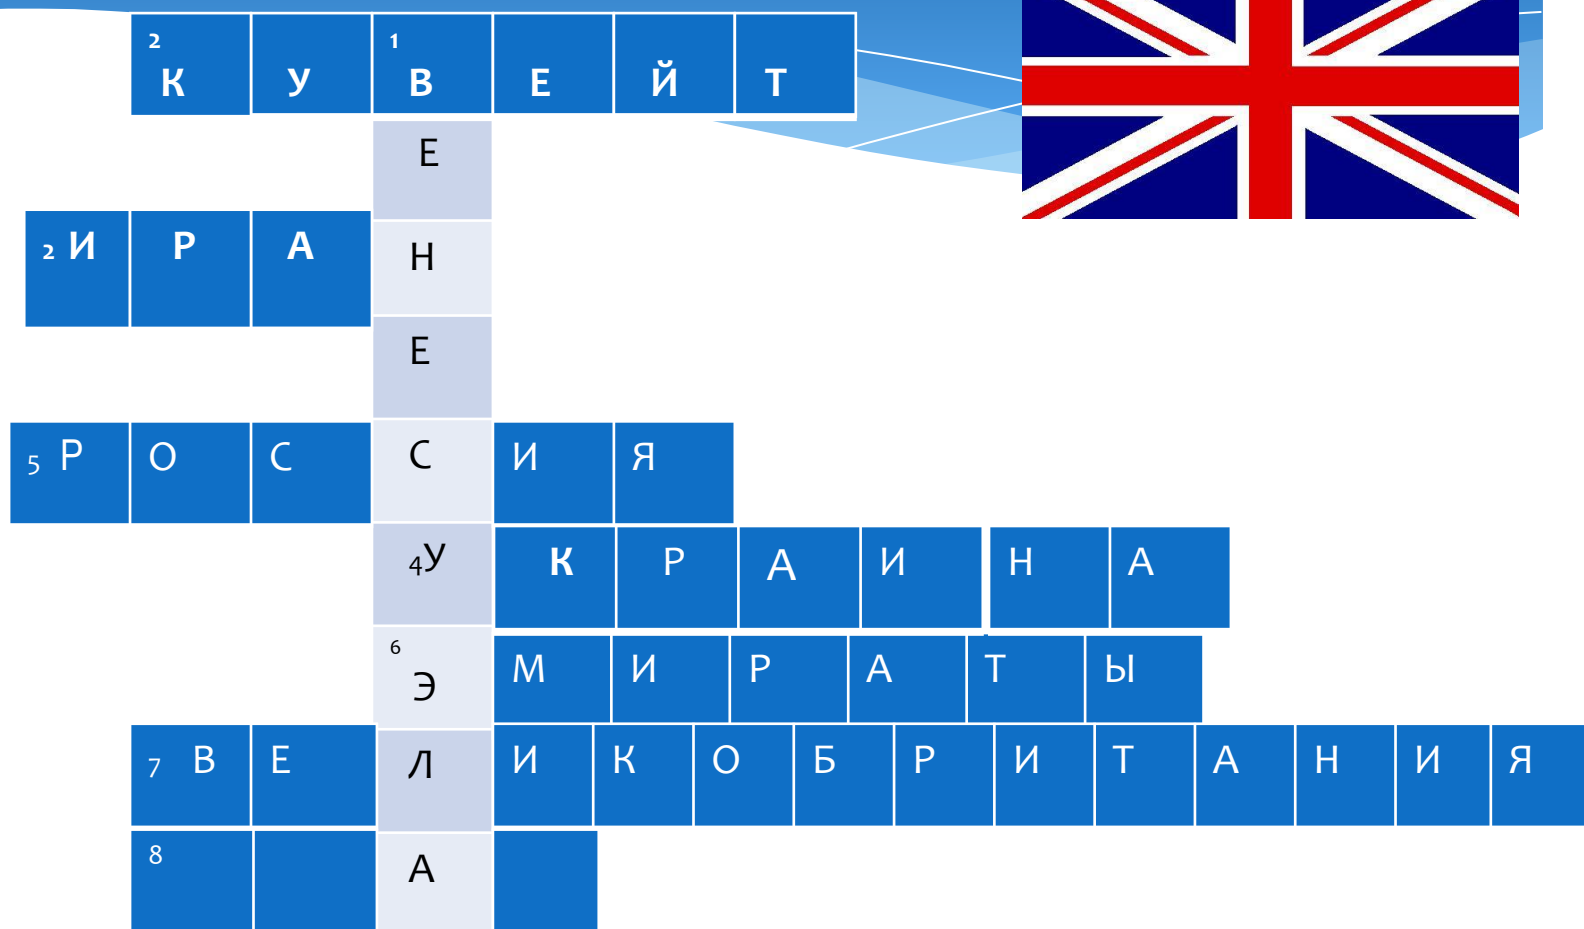 2 К У 1 В Е Й Т
Е
2 И Р А Н
Е
5 Р О С С И Я
4 У К Р А И Н А
6 Э М И Р А Т Ы
7 В Е Л И К О Б Р И Т А Н И Я
8 А